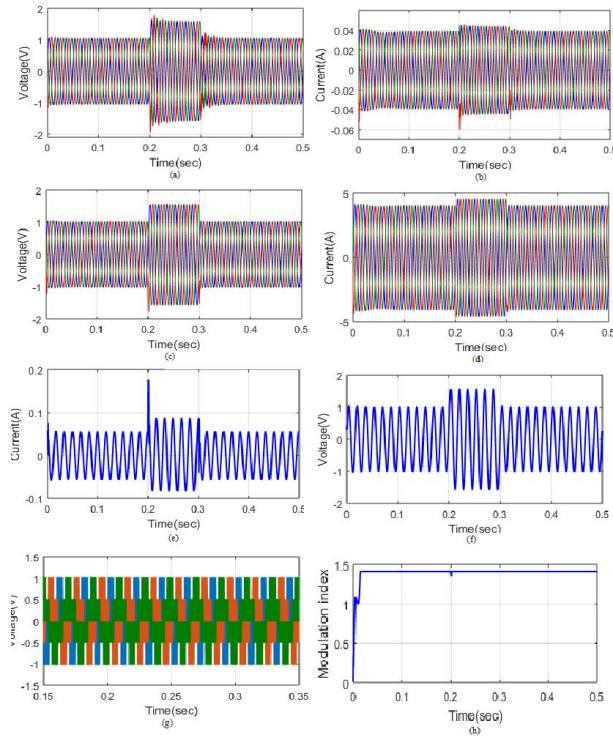 2
1
0
-1
-2
Voltage(V)
0 0.1 0.2 0.3 0.4 0.5
Time(sec)
(a)
0.04
0.02
0
-0.02
-0.04
-0.06
Current(A)
0 0.1 0.2 0.3 0.4 0.5
Time(sec)
(b)
2
1
0
-1
-2
Voltage(V)
0 0.1 0.2 0.3 0.4 0.5
Time(sec)
(c)
5
0
-5
Current(A)
0 0.1 0.2 0.3 0.4 0.5
Time(sec)
(d)
0.2
0.1
0
-0.1
Current(A)
0 0.1 0.2 0.3 0.4 0.5
Time(sec)
(e)
2
1
0
-1
-2
Voltage(V)
0 0.1 0.2 0.3 0.4 0.5
Time(sec)
(f)
1.5
1
0.5
0
-0.5
-1
-1.5
Voltage(V)
0.15 0.2 0.25 0.3 0.35
Time(sec)
(g)
1.5
1
0.5
0
Modulation index
0 0.1 0.2 0.3 0.4 0.5
Time(sec)
(h)